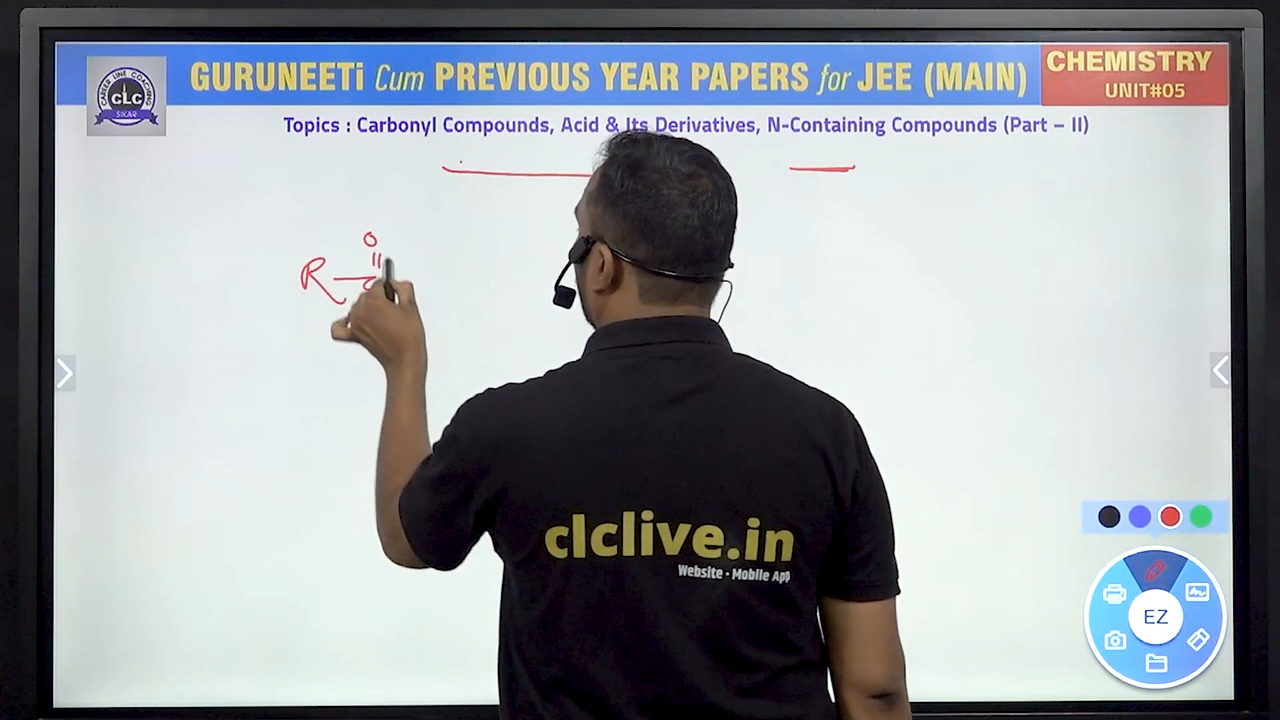 GURUNEETi Cum PREVIOUS YEAR PAPERS for JEE (MAIN)
CHEMISTRY
UNIT#05
CAREER LINE COACHING
CLC
SIKAR
Topics : Carbonyl Compounds, Acid & Its Derivatives, N-Containing Compounds (Part – II)
O
R
clclive.in
Website · Mobile App
EZ